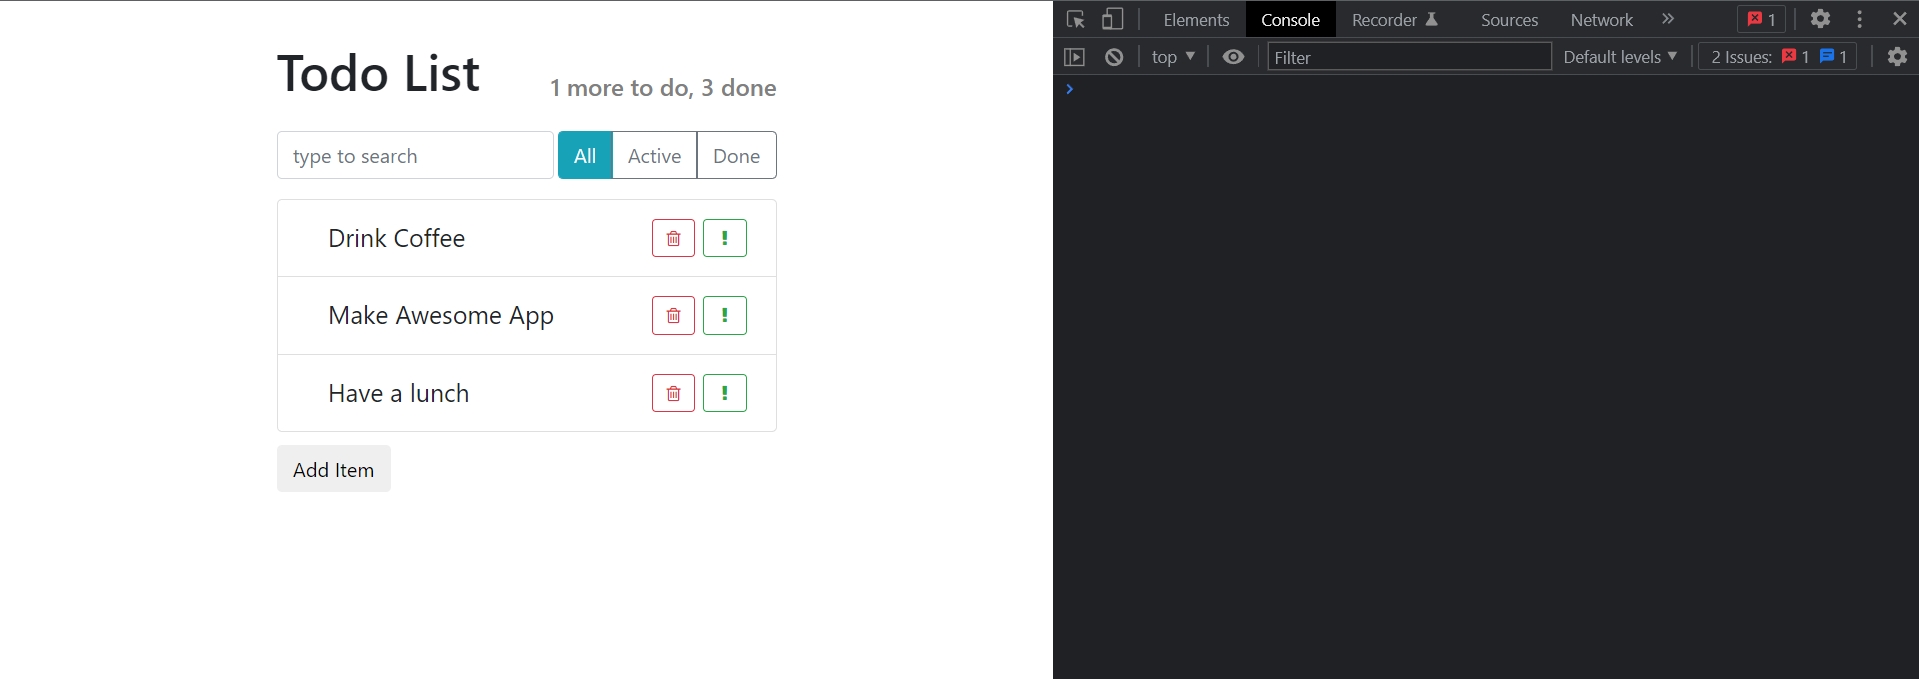 Todo List
1 more to do, 3 done
type to search
All Active Done
Drink Coffee
Make Awesome App
Have a lunch
Add Item
Elements Console Recorder Sources Network » 1
top Filter Default levels 2 Issues: 1 1